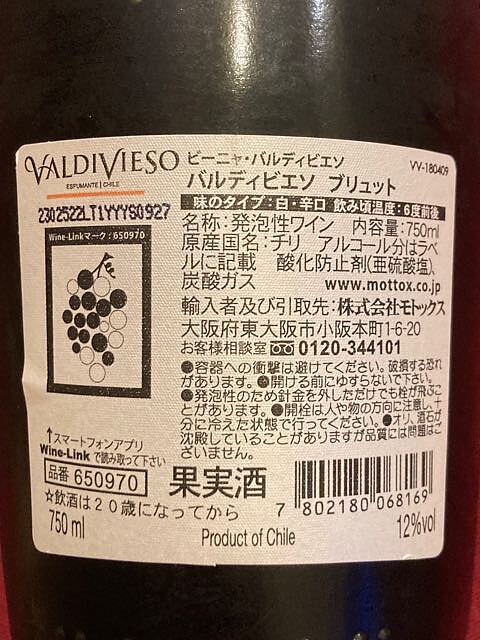 VALDIVIESO
ESPUMANTE | CHILE
ビーニャ・バルディビエソ
VV-180409
バルディビエソ ブリュット
味のタイプ：白・辛口 飲み頃温度：6度前後
2302522LT1YYYS0927
名称：発泡性ワイン 内容量：750ml
原産国名：チリ アルコール分はラベ
ルに記載 酸化防止剤(亜硫酸塩)、
炭酸ガス www.mottox.co.jp
輸入者及び引取先：株式会社モトックス
大阪府東大阪市小阪本町1-6-20
お客様相談室 0120-344101
Wine-Linkマーク：650970
●容器への衝撃は避けてください。破損する恐れ
があります。●開ける前にゆすらないで下さい。
●発泡性のため針金を外しただけでも栓が飛ぶこ
とがあります。●開栓は人や物の方向に注意し、十
分に冷えた状態で行ってください。●オリ、酒石が
沈殿していることがありますが品質には問題はご
ざいません。
↑スマートフォンアプリ
Wine-Link で読み取って下さい
品番 650970
果実酒
☆飲酒は２０歳になってから
7 802180 068169
750 ml
Product of Chile
12%vol